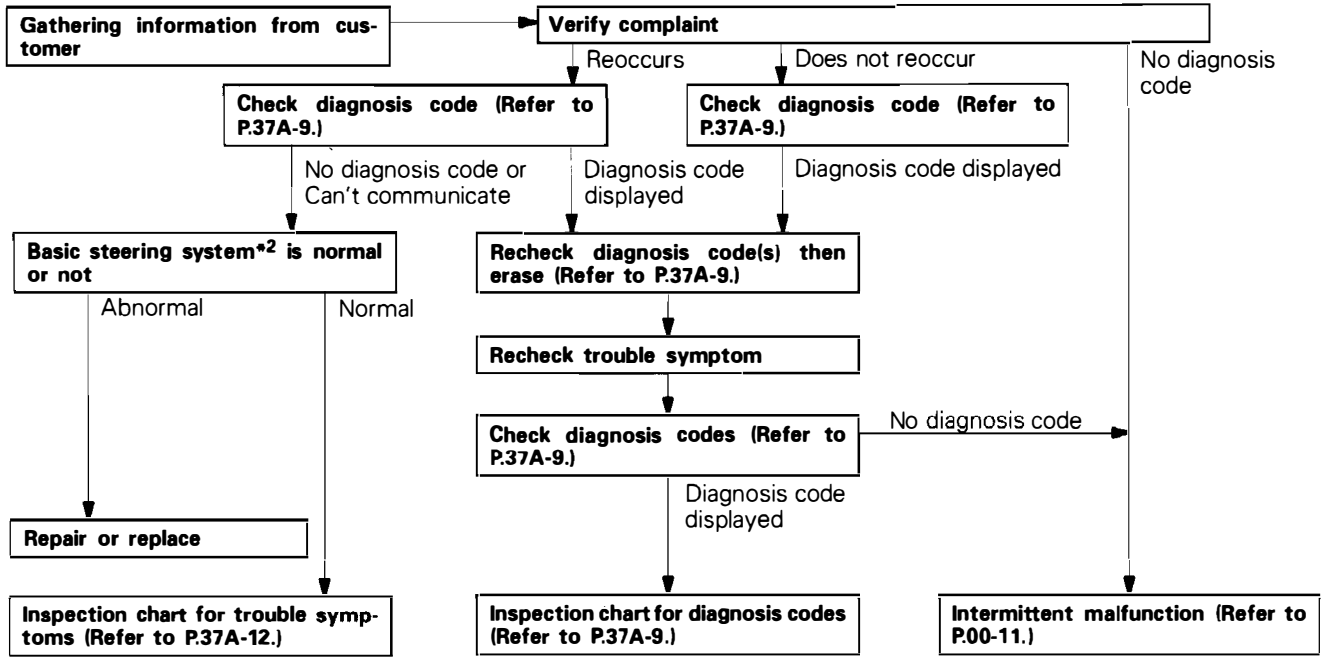 Gathering information from cus-
tomer
Verify complaint
Reoccurs
Does not reoccur
No diagnosis
code
Check diagnosis code (Refer to
P.37A-9.)
Check diagnosis code (Refer to
P.37A-9.)
No diagnosis code or
Can't communicate
Diagnosis code
displayed
Diagnosis code displayed
Basic steering system*2 is normal
or not
Recheck diagnosis code(s) then
erase (Refer to P.37A-9.)
Abnormal
Normal
Recheck trouble symptom
Check diagnosis codes (Refer to
P.37A-9.)
No diagnosis code
Diagnosis code
displayed
Repair or replace
Inspection chart for trouble symp-
toms (Refer to P.37A-12.)
Inspection chart for diagnosis codes
(Refer to P.37A-9.)
Intermittent malfunction (Refer to
P.00-11.)